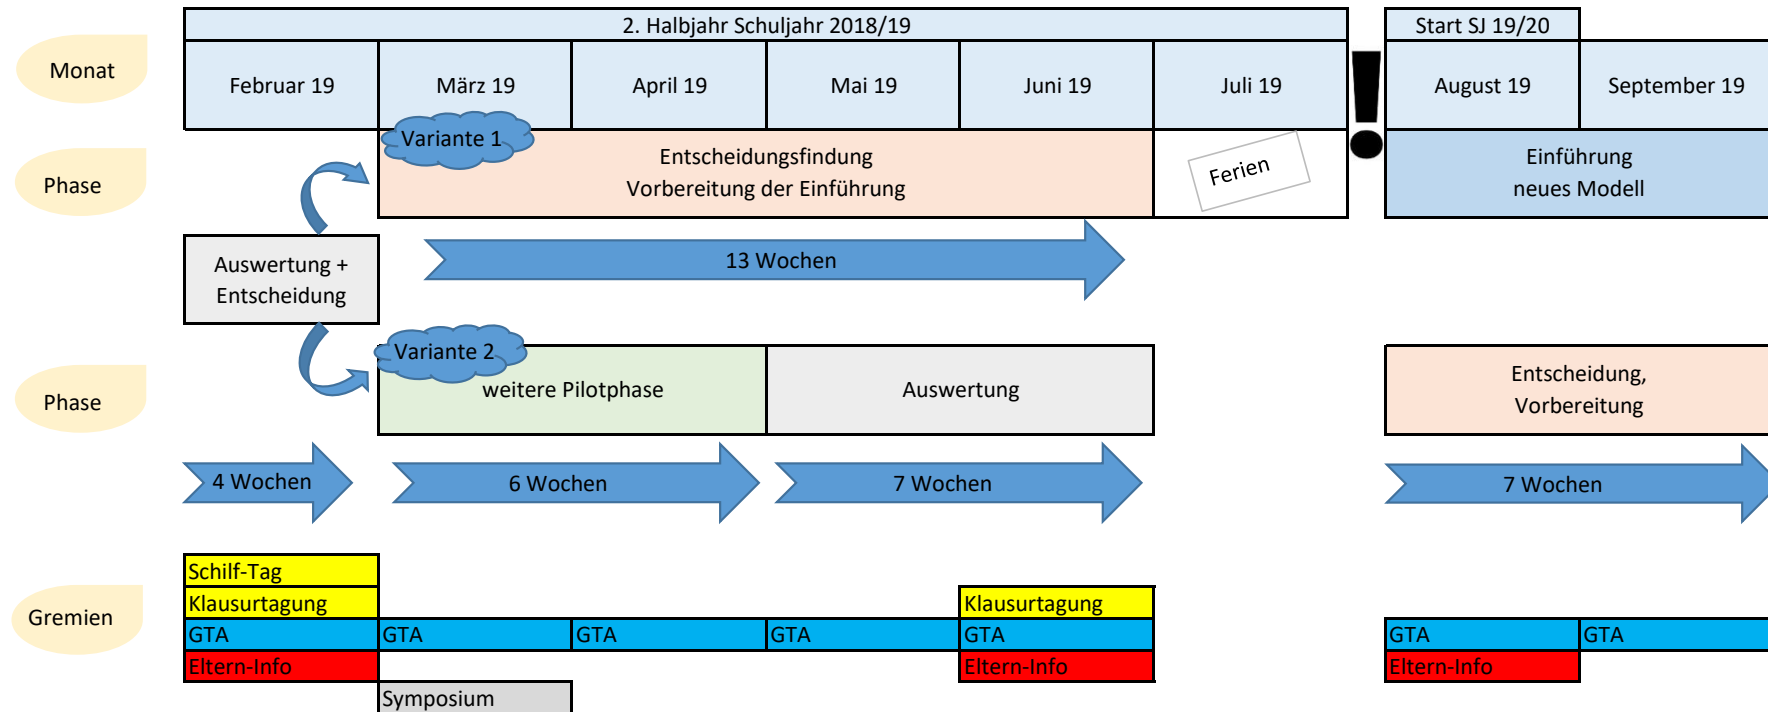 2. Halbjahr Schuljahr 2018/19
Start SJ 19/20
Monat
Februar 19
März 19
April 19
Mai 19
Juni 19
Juli 19
!
August 19
September 19
Variante 1
Phase
Entscheidungsfindung
Vorbereitung der Einführung
Ferien
Einführung
neues Modell
Auswertung +
Entscheidung
13 Wochen
Variante 2
Phase
weitere Pilotphase
Auswertung
Entscheidung,
Vorbereitung
4 Wochen
6 Wochen
7 Wochen
7 Wochen
Gremien
Schilf-Tag
Klausurtagung
Klausurtagung
GTA
GTA
GTA
GTA
GTA
GTA
GTA
Eltern-Info
Eltern-Info
Eltern-Info
Symposium